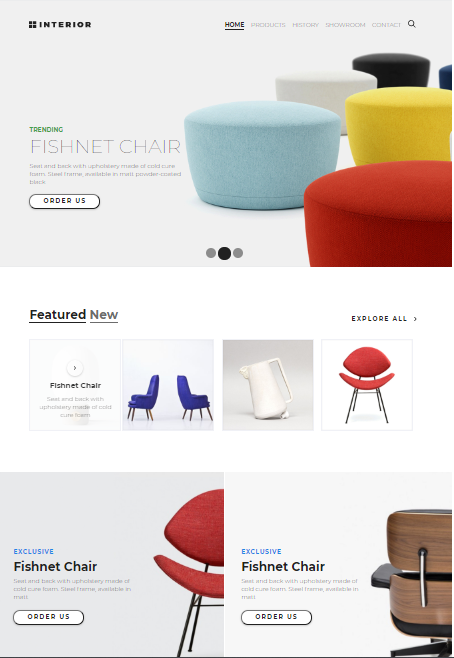 INTERIOR
HOME PRODUCTS HISTORY SHOWROOM CONTACT
TRENDING
FISHNET CHAIR
Seat and back with upholstery made of cold cure
foam. Steel frame, available in matt powder-coated
black.
ORDER US
Featured New
EXPLORE ALL
Fishnet Chair
Seat and back with
upholstery made of cold
cure foam
EXCLUSIVE
Fishnet Chair
Seat and back with upholstery made of
cold cure foam. Steel frame, available in
matt.
ORDER US
EXCLUSIVE
Fishnet Chair
Seat and back with upholstery made of
cold cure foam. Steel frame, available in
matt.
ORDER US